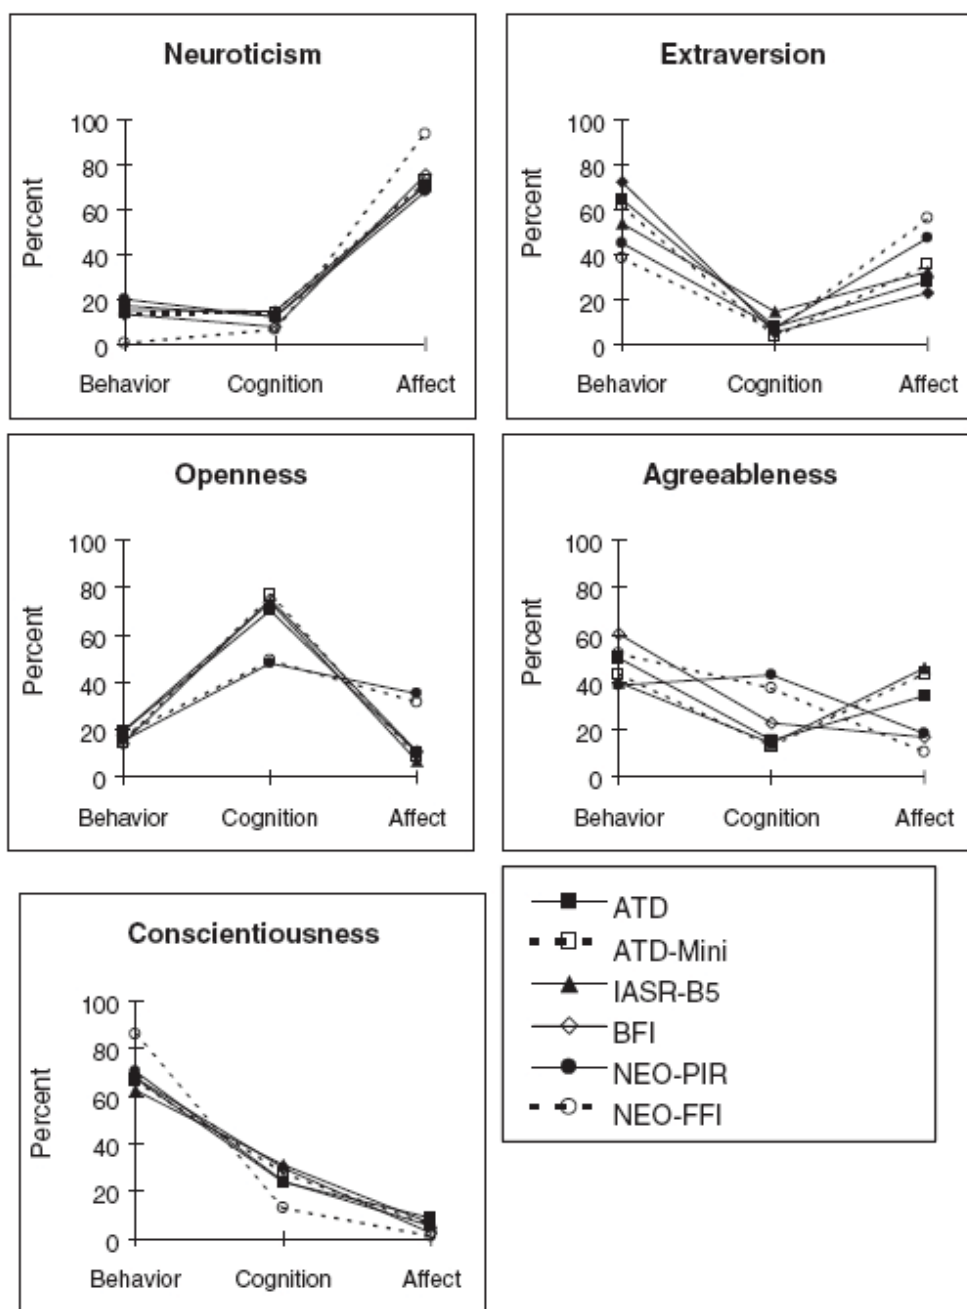 Neuroticism
Percent
100
80
60
40
20
0
Behavior Cognition Affect
Extraversion
Percent
100
80
60
40
20
0
Behavior Cognition Affect
Openness
Percent
100
80
60
40
20
0
Behavior Cognition Affect
Agreeableness
Percent
100
80
60
40
20
0
Behavior Cognition Affect
Conscientiousness
Percent
100
80
60
40
20
0
Behavior Cognition Affect
ATD
ATD-Mini
IASR-B5
BFI
NEO-PIR
NEO-FFI